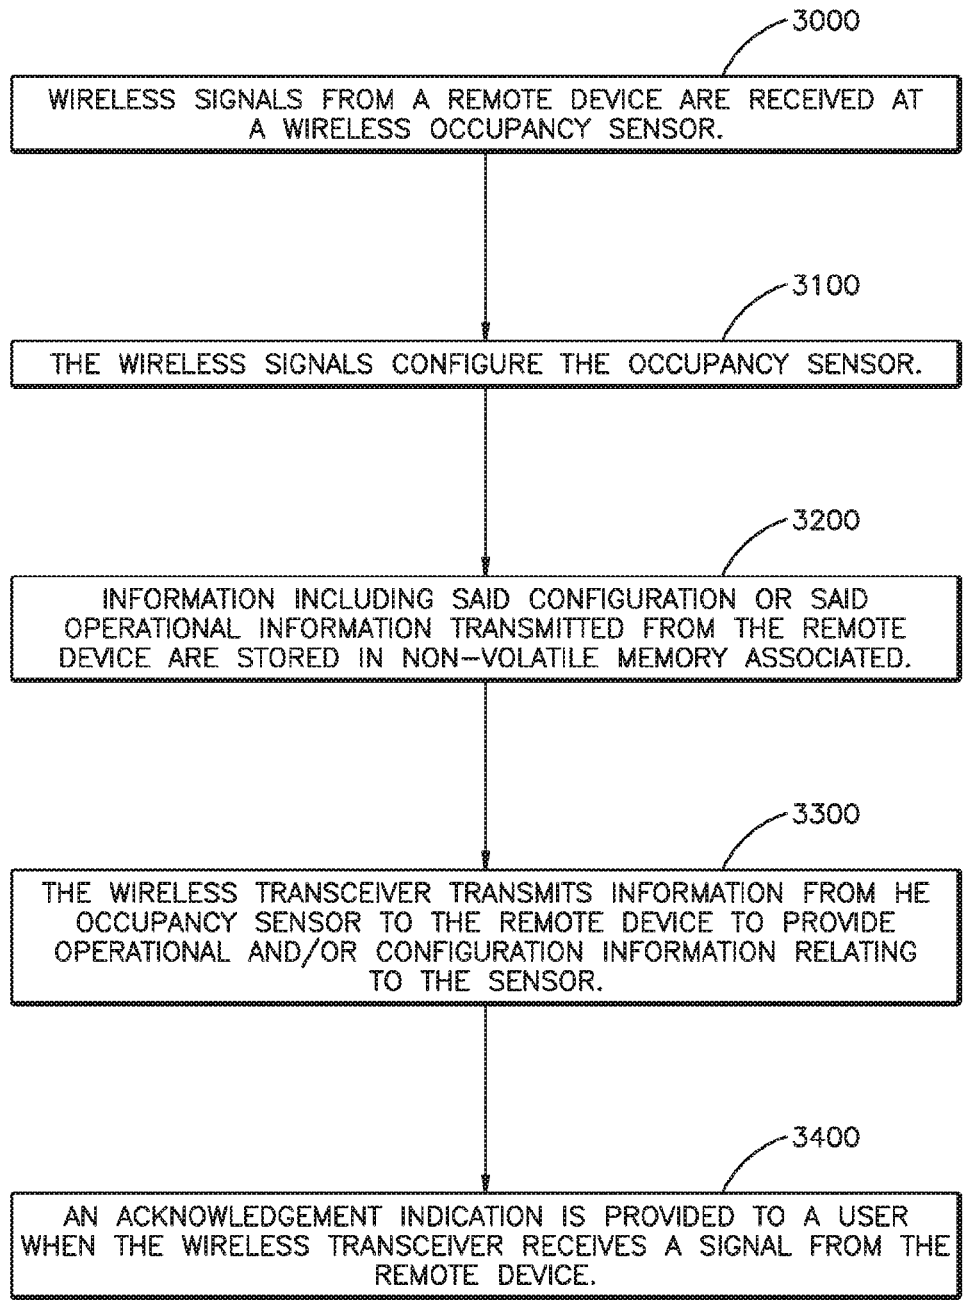 3000
WIRELESS SIGNALS FROM A REMOTE DEVICE ARE RECEIVED AT
A WIRELESS OCCUPANCY SENSOR.
3100
THE WIRELESS SIGNALS CONFIGURE THE OCCUPANCY SENSOR.
3200
INFORMATION INCLUDING SAID CONFIGURATION OR SAID
OPERATIONAL INFORMATION TRANSMITTED FROM THE REMOTE
DEVICE ARE STORED IN NON-VOLATILE MEMORY ASSOCIATED.
3300
THE WIRELESS TRANSCEIVER TRANSMITS INFORMATION FROM HE
OCCUPANCY SENSOR TO THE REMOTE DEVICE TO PROVIDE
OPERATIONAL AND/OR CONFIGURATION INFORMATION RELATING
TO THE SENSOR.
3400
AN ACKNOWLEDGEMENT INDICATION IS PROVIDED TO A USER
WHEN THE WIRELESS TRANSCEIVER RECEIVES A SIGNAL FROM THE
REMOTE DEVICE.